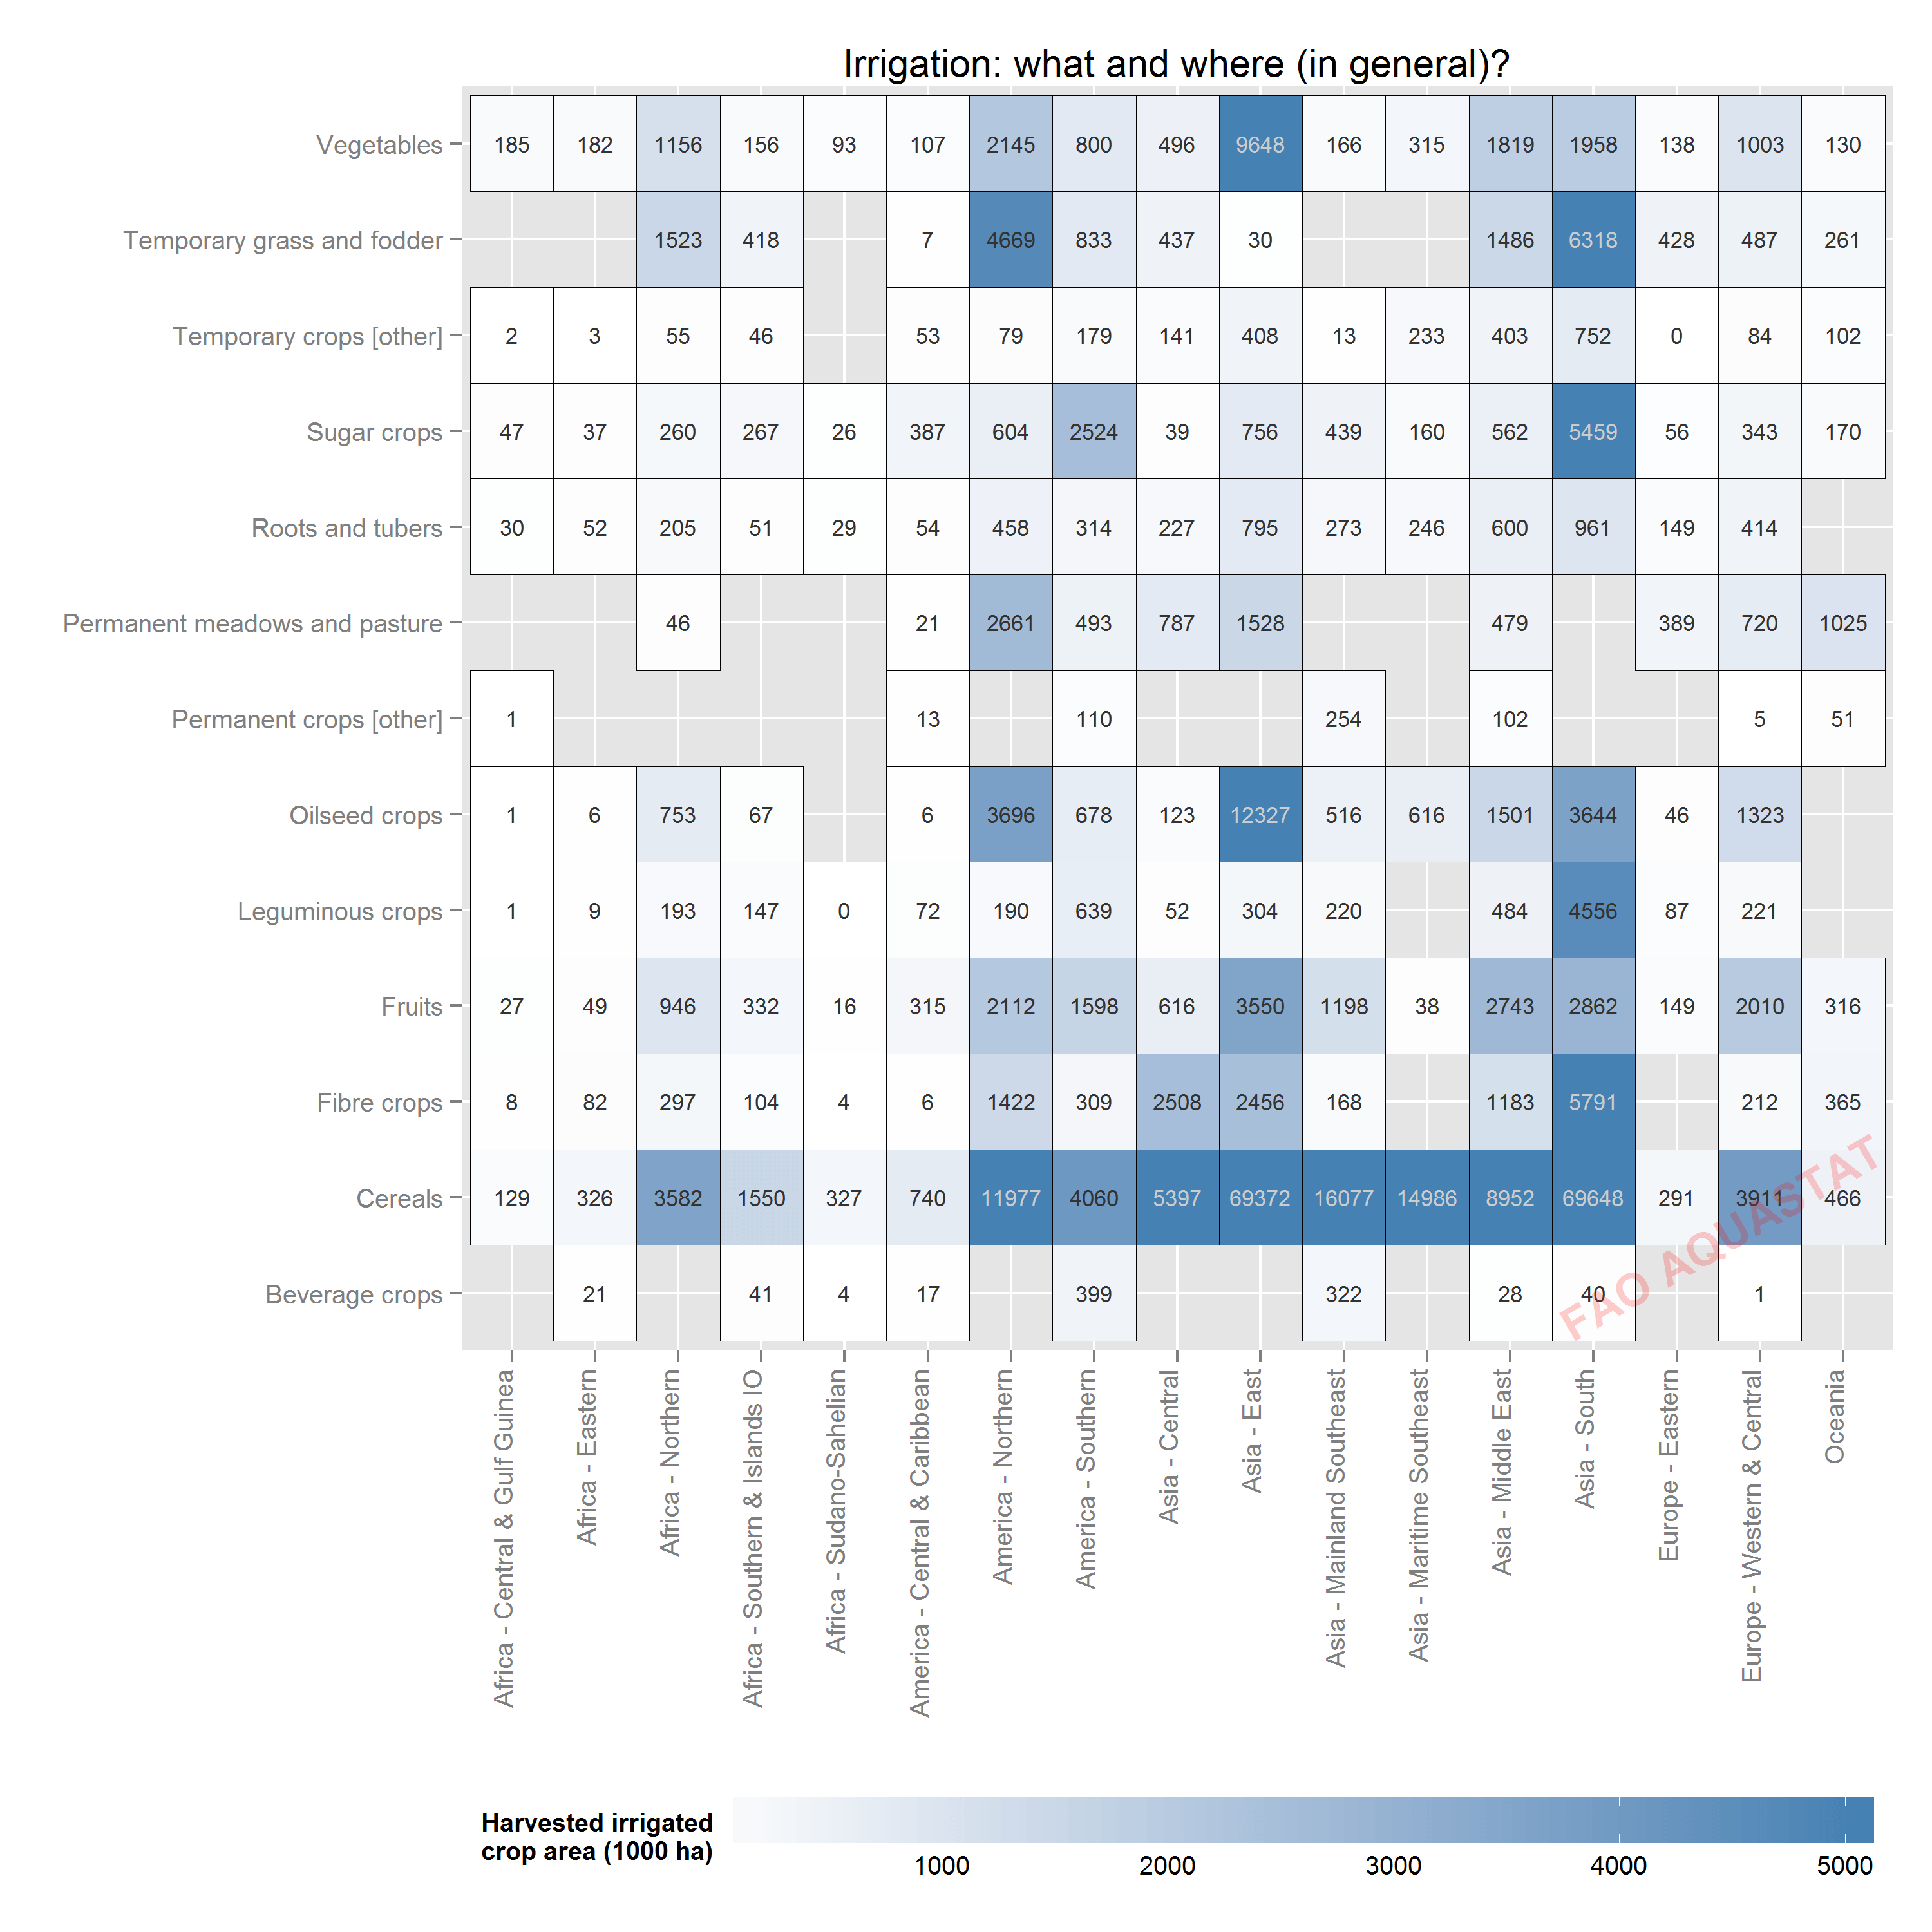 Irrigation: what and where (in general)?
Vegetables 185 182 1156 156 93 107 2145 800 496 9648 166 315 1819 1958 138 1003 130
Temporary grass and fodder 1523 418 7 4669 833 437 30 1486 6318 428 487 261
Temporary crops [other] 2 3 55 46 53 79 179 141 408 13 233 403 752 0 84 102
Sugar crops 47 37 260 267 26 387 604 2524 39 756 439 160 562 5459 56 343 170
Roots and tubers 30 52 205 51 29 54 458 314 227 795 273 246 600 961 149 414
Permanent meadows and pasture 46 21 2661 493 787 1528 479 389 720 1025
Permanent crops [other] 1 13 110 254 102 5 51
Oilseed crops 1 6 753 67 6 3696 678 123 12327 516 616 1501 3644 46 1323
Leguminous crops 1 9 193 147 0 72 190 639 52 304 220 484 4556 87 221
Fruits 27 49 946 332 16 315 2112 1598 616 3550 1198 38 2743 2862 149 2010 316
Fibre crops 8 82 297 104 4 6 1422 309 2508 2456 168 1183 5791 212 365
Cereals 129 326 3582 1550 327 740 11977 4060 5397 69372 16077 14986 8952 69648 291 3911 466
Beverage crops 21 41 4 17 399 322 28 40 1
FAO AQUASTAT
Africa - Central & Gulf Guinea
Africa - Eastern
Africa - Northern
Africa - Southern & Islands IO
Africa - Sudano-Sahelian
America - Central & Caribbean
America - Northern
America - Southern
Asia - Central
Asia - East
Asia - Mainland Southeast
Asia - Maritime Southeast
Asia - Middle East
Asia - South
Europe - Eastern
Europe - Western & Central
Oceania
Harvested irrigated
crop area (1000 ha)
1000 2000 3000 4000 5000